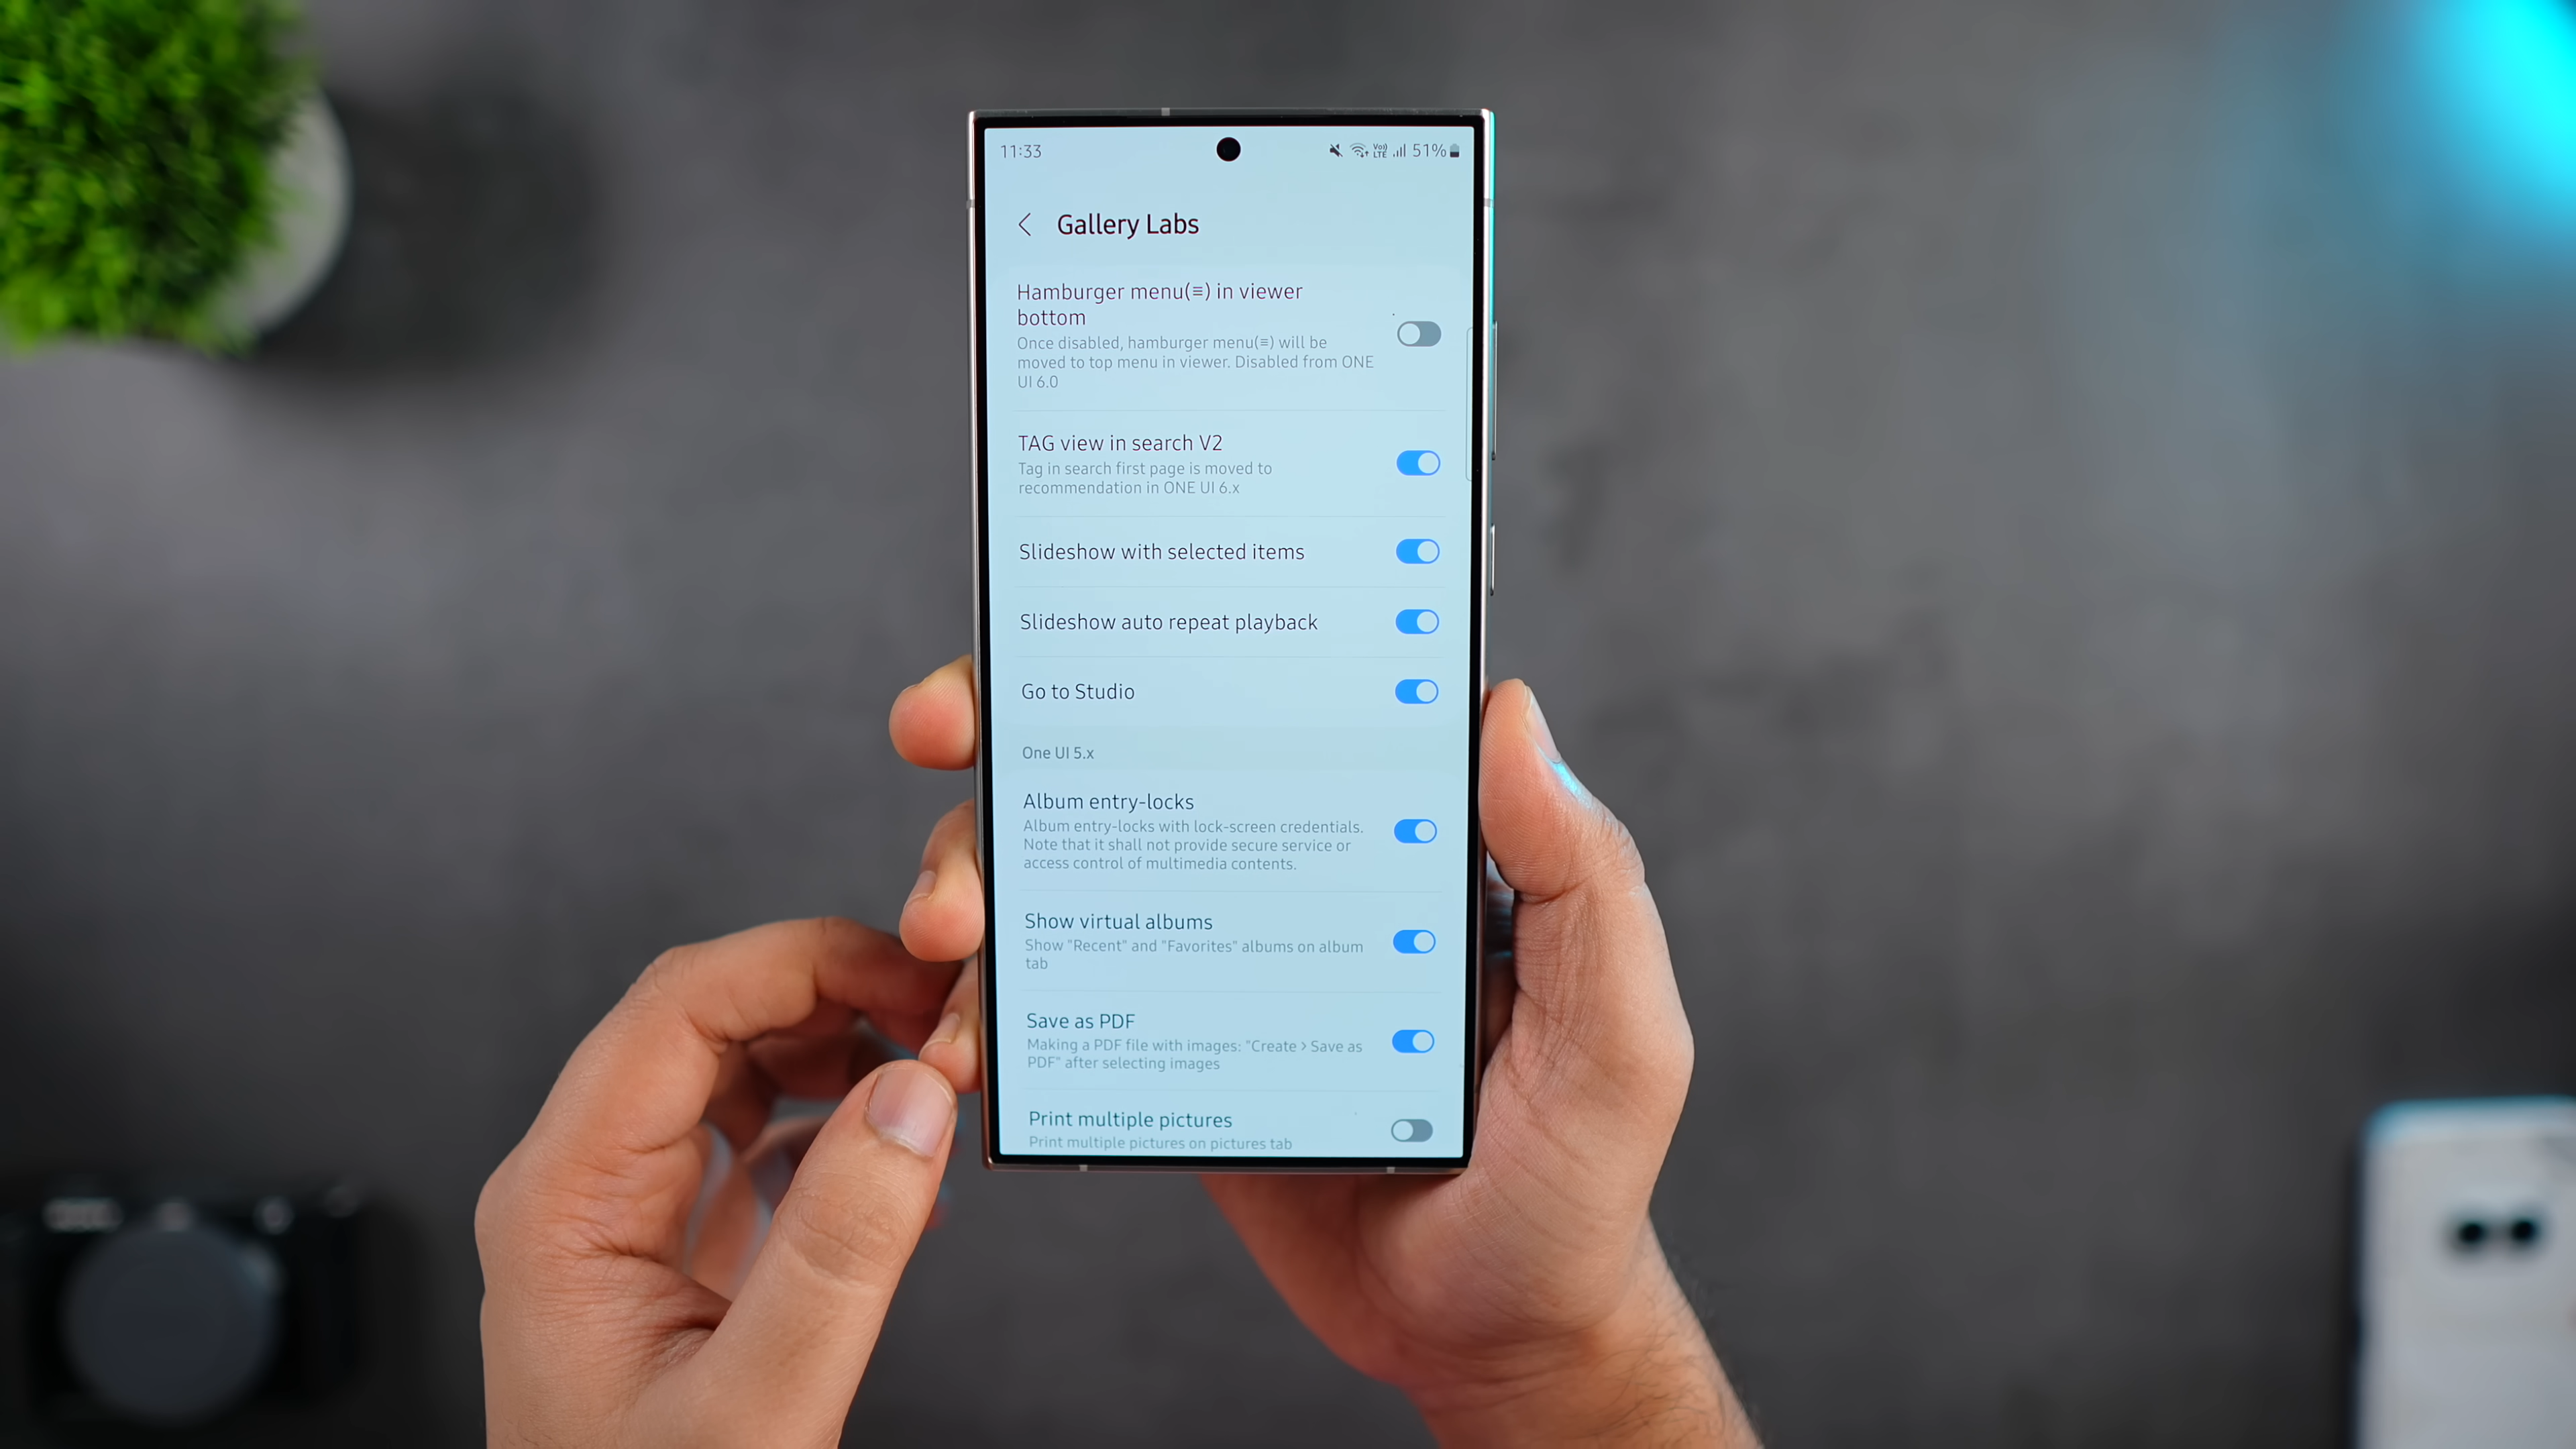 11:33 Vo)) LTE 51%
Gallery Labs
Hamburger menu(≡) in viewer
bottom
Once disabled, hamburger menu(≡) will be
moved to top menu in viewer. Disabled from ONE
UI 6.0
TAG view in search V2
Tag in search first page is moved to
recommendation in ONE UI 6.x
Slideshow with selected items
Slideshow auto repeat playback
Go to Studio
One UI 5.x
Album entry-locks
Album entry-locks with lock-screen credentials.
Note that it shall not provide secure service or
access control of multimedia contents.
Show virtual albums
Show "Recent" and "Favorites" albums on album
tab
Save as PDF
Making a PDF file with images: "Create > Save as
PDF" after selecting images
Print multiple pictures
Print multiple pictures on pictures tab